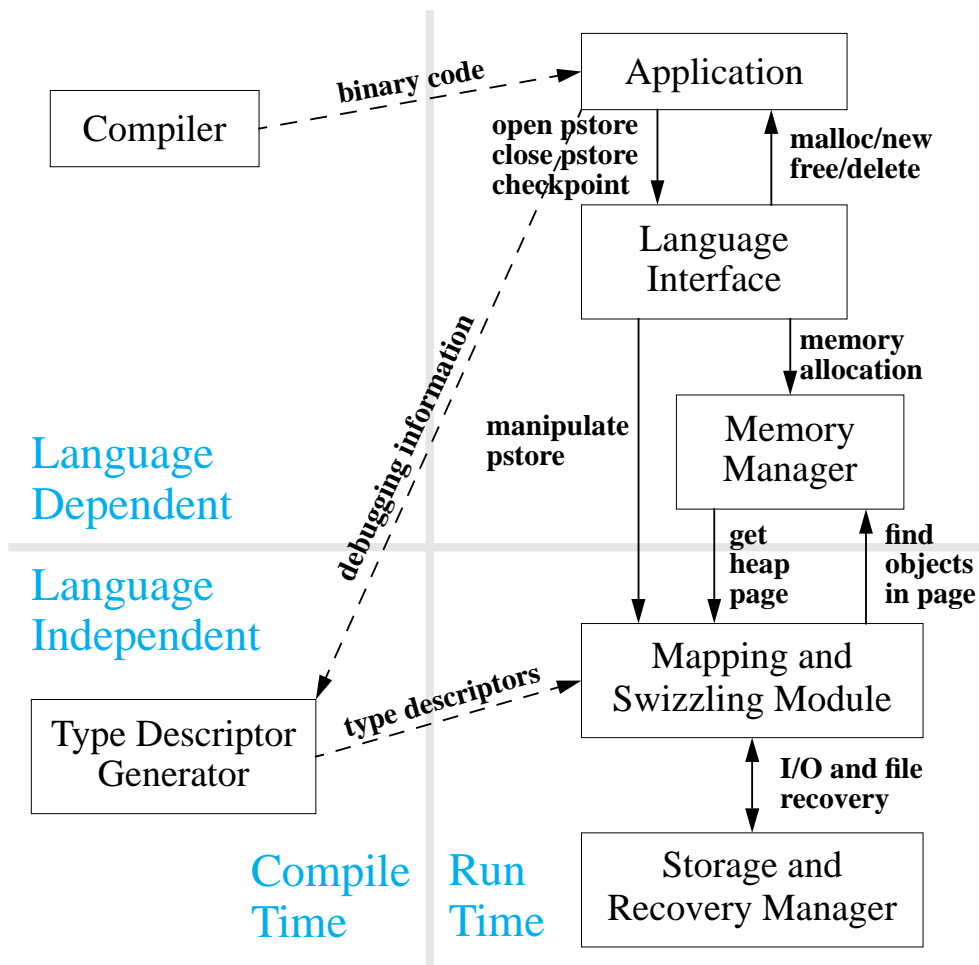 Application
binary code
Compiler
open pstore
close pstore
checkpoint
malloc/new
free/delete
Language
Interface
debugging information
memory
allocation
manipulate
pstore
Memory
Manager
Language
Dependent
get
heap
page
find
objects
in page
Language
Independent
Mapping and
Swizzling Module
type descriptors
Type Descriptor
Generator
I/O and file
recovery
Compile
Time
Run
Time
Storage and
Recovery Manager